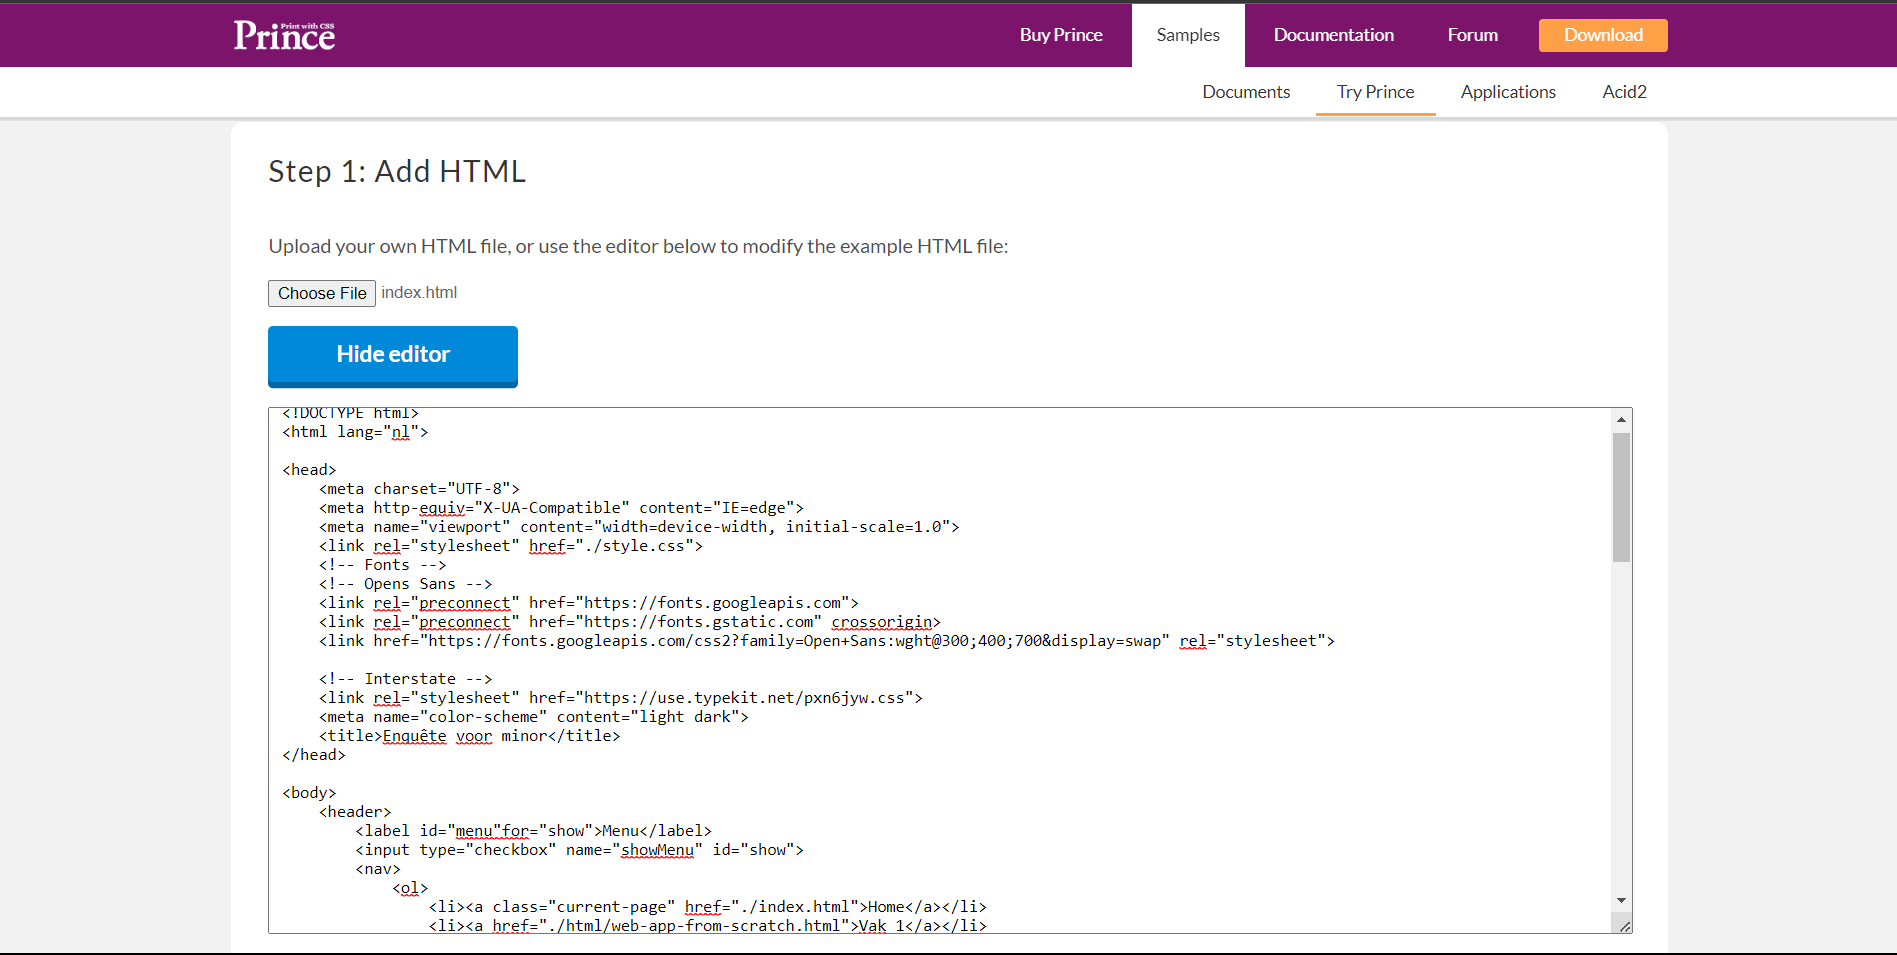 Print with CSS
Prince
Buy Prince
Samples
Documentation
Forum
Download
Documents
Try Prince
Applications
Acid2
Step 1: Add HTML
Upload your own HTML file, or use the editor below to modify the example HTML file:
Choose File index.html
Hide editor
<!DOCTYPE html>
<html lang="nl">
<head>
<meta charset="UTF-8">
<meta http-equiv="X-UA-Compatible" content="IE=edge">
<meta name="viewport" content="width=device-width, initial-scale=1.0">
<link rel="stylesheet" href="./style.css">
<!-- Fonts -->
<!-- Opens Sans -->
<link rel="preconnect" href="https://fonts.googleapis.com">
<link rel="preconnect" href="https://fonts.gstatic.com" crossorigin>
<link href="https://fonts.googleapis.com/css2?family=Open+Sans:wght@300;400;700&display=swap" rel="stylesheet">
<!-- Interstate -->
<link rel="stylesheet" href="https://use.typekit.net/pxn6jyw.css">
<meta name="color-scheme" content="light dark">
<title>Enquête voor minor</title>
</head>
<body>
<header>
<label id="menu"for="show">Menu</label>
<input type="checkbox" name="showMenu" id="show">
<nav>
<ol>
<li><a class="current-page" href="./index.html">Home</a></li>
<li><a href="./html/web-app-from-scratch.html">Vak 1</a></li>